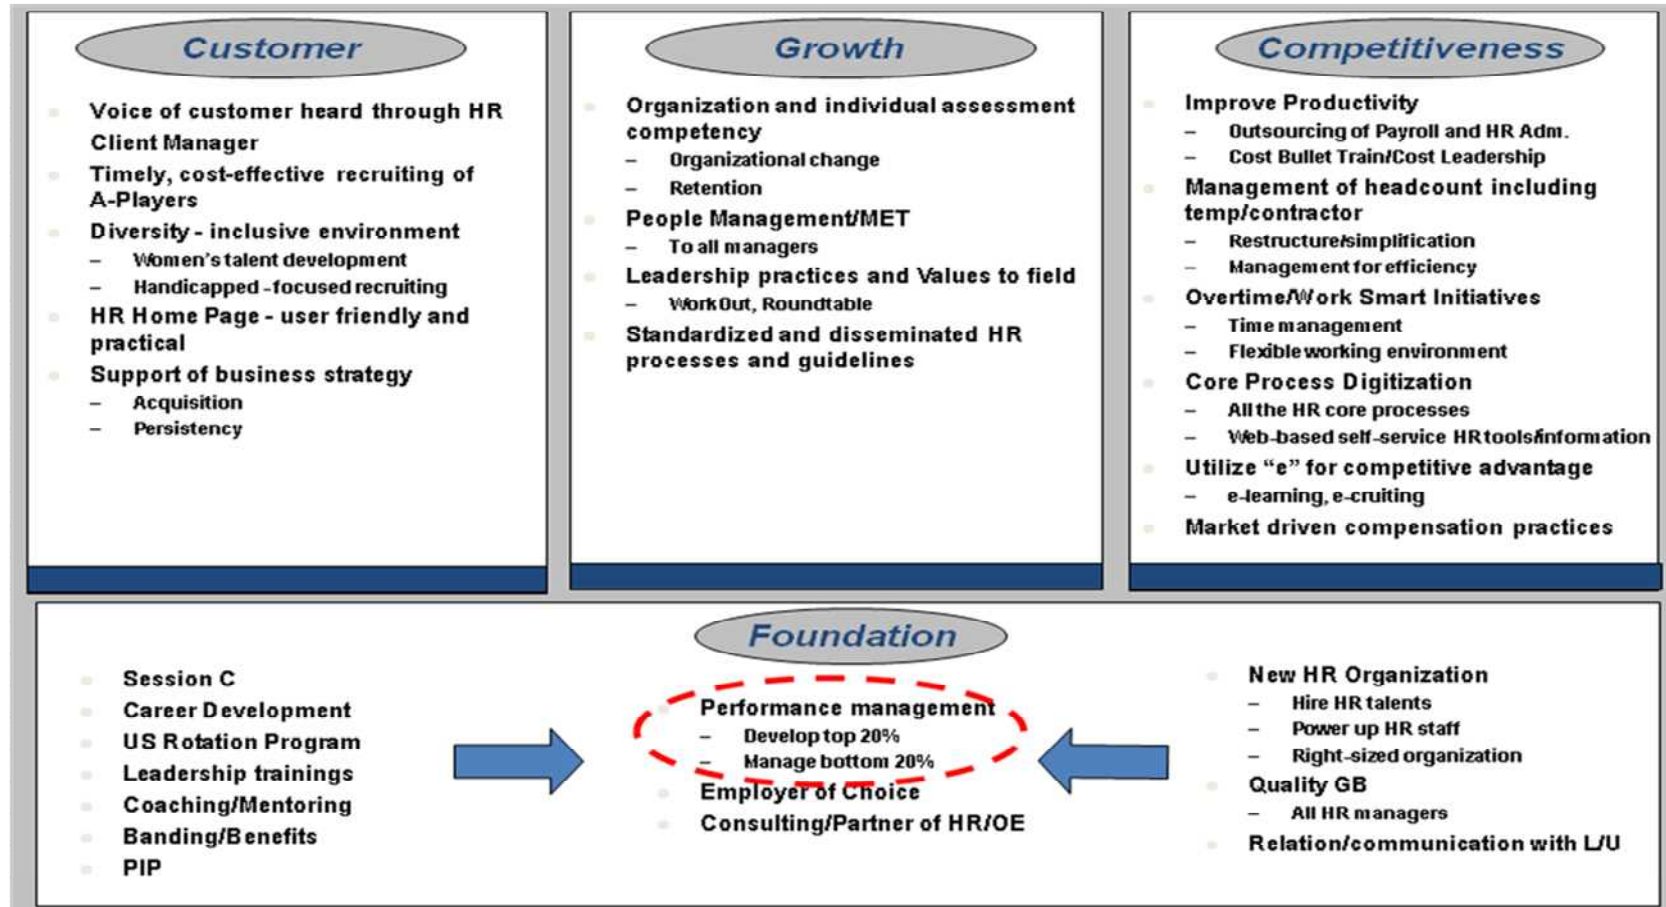 Customer
Voice of customer heard through HR
Client Manager
Timely, cost-effective recruiting of
A-Players
Diversity - inclusive environment
– Women's talent development
– Handicapped - focused recruiting
HR Home Page - user friendly and
practical
Support of business strategy
– Acquisition
– Persistency
Growth
Organization and individual assessment
competency
– Organizational change
– Retention
People Management/MET
– To all managers
Leadership practices and Values to field
– Work Out, Roundtable
Standardized and disseminated HR
processes and guidelines
Competitiveness
Improve Productivity
– Outsourcing of Payroll and HR Adm.
– Cost Bullet Train/Cost Leadership
Management of headcount including
temp/contractor
– Restructure/simplification
– Management for efficiency
Overtime/Work Smart Initiatives
– Time management
– Flexible working environment
Core Process Digitization
– All the HR core processes
– Web-based self-service HR tools/information
Utilize “e” for competitive advantage
– e-learning, e-cruiting
Market driven compensation practices
Foundation
Session C
Career Development
US Rotation Program
Leadership trainings
Coaching/Mentoring
Banding/Benefits
PIP
Performance management
– Develop top 20%
– Manage bottom 20%
Employer of Choice
Consulting/Partner of HR/OE
New HR Organization
– Hire HR talents
– Power up HR staff
– Right-sized organization
Quality GB
– All HR managers
Relation/communication with L/U